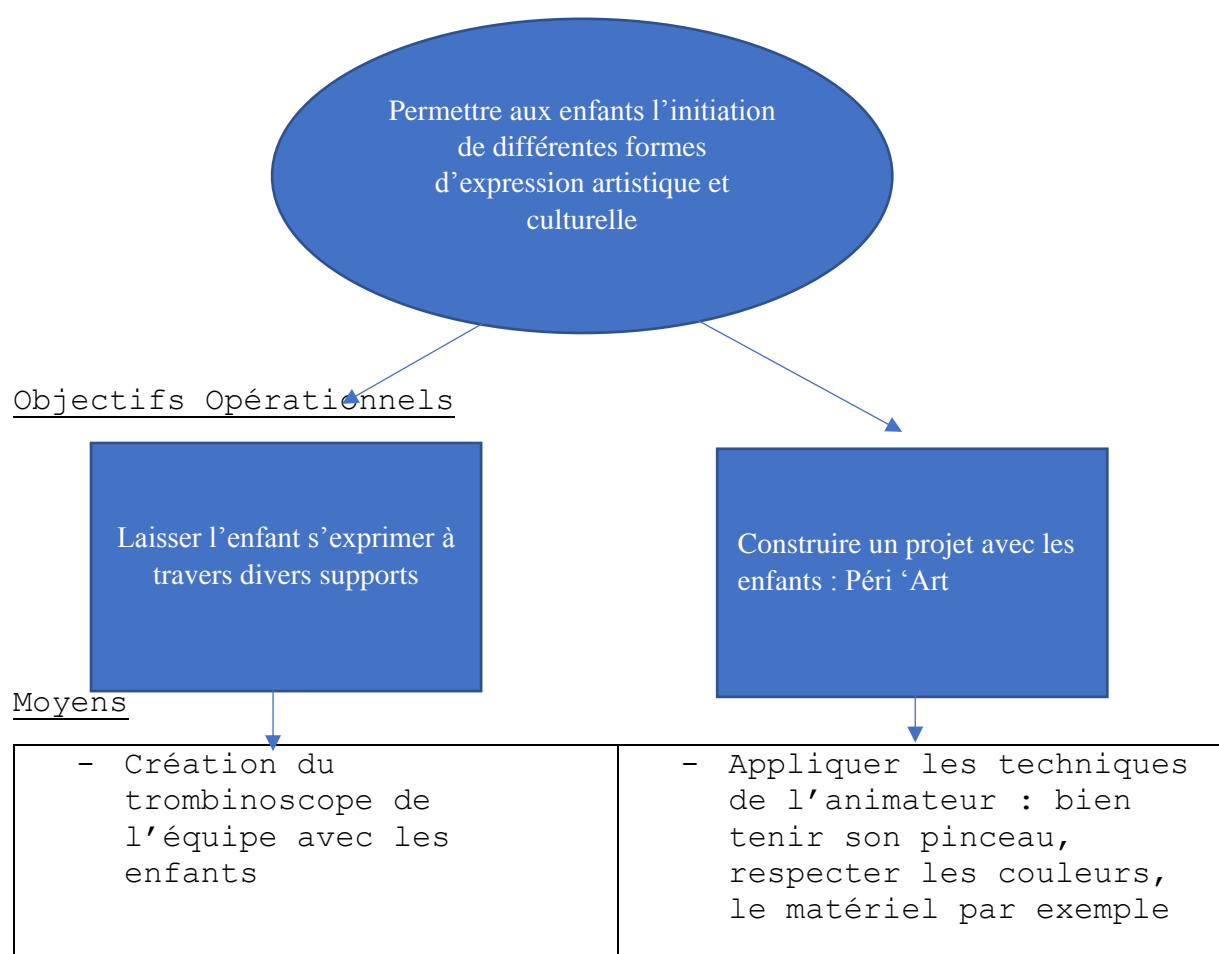 Permettre aux enfants l’initiation
de différentes formes
d’expression artistique et
culturelle
Objectifs Opérationnels
Laisser l’enfant s’exprimer à
travers divers supports
Construire un projet avec les
enfants : Péri ‘Art
Moyens
- Création du
trombinoscope de
l’équipe avec les
enfants
- Appliquer les techniques
de l’animateur : bien
tenir son pinceau,
respecter les couleurs,
le matériel par exemple